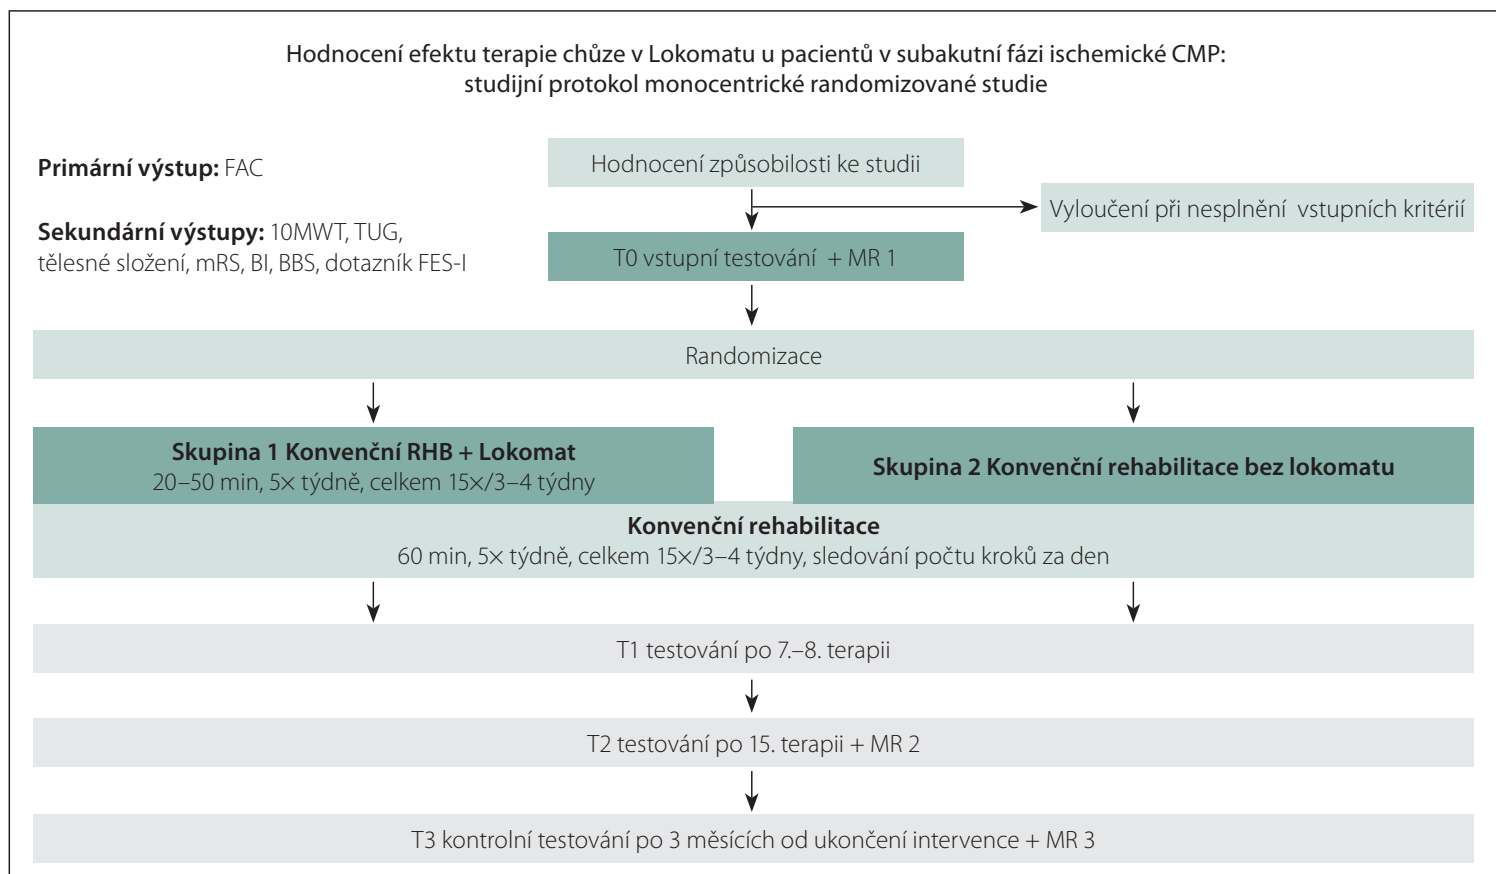 Hodnocení efektu terapie chůze v Lokomatu u pacientů v subakutní fázi ischemické CMP:
studijní protokol monocentrické randomizované studie
Primární výstup: FAC
Sekundární výstupy: 10MWT, TUG,
tělesné složení, mRS, BI, BBS, dotazník FES-I
Hodnocení způsobilosti ke studii
Vyloučení při nesplnění vstupních kritérií
T0 vstupní testování + MR 1
Randomizace
Skupina 1 Konvenční RHB + Lokomat
20–50 min, 5× týdně, celkem 15×/3–4 týdny
Skupina 2 Konvenční rehabilitace bez lokomatu
Konvenční rehabilitace
60 min, 5× týdně, celkem 15×/3–4 týdny, sledování počtu kroků za den
T1 testování po 7.–8. terapii
T2 testování po 15. terapii + MR 2
T3 kontrolní testování po 3 měsících od ukončení intervence + MR 3